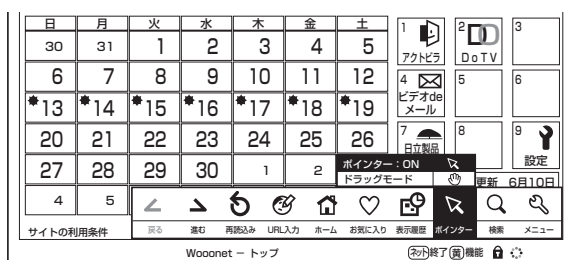 日 月 火 水 木 金 土
30 31 1 2 3 4 5
6 7 8 9 10 11 12
13 14 15 16 17 18 19
20 21 22 23 24 25 26
27 28 29 30 1 2
4 5
1 アクトビラ
2 DoTV
3
4 ビデオde
メール
5
6
7 日立製品
8
9 設定
ポインター：ON
ドラッグモード
更新 6月10日
サイトの利用条件
戻る 進む 再読込み URL入力 ホーム お気に入り 表示履歴 ポインター 検索 メニュー
Wooonet － トップ
ネット終了 黄機能